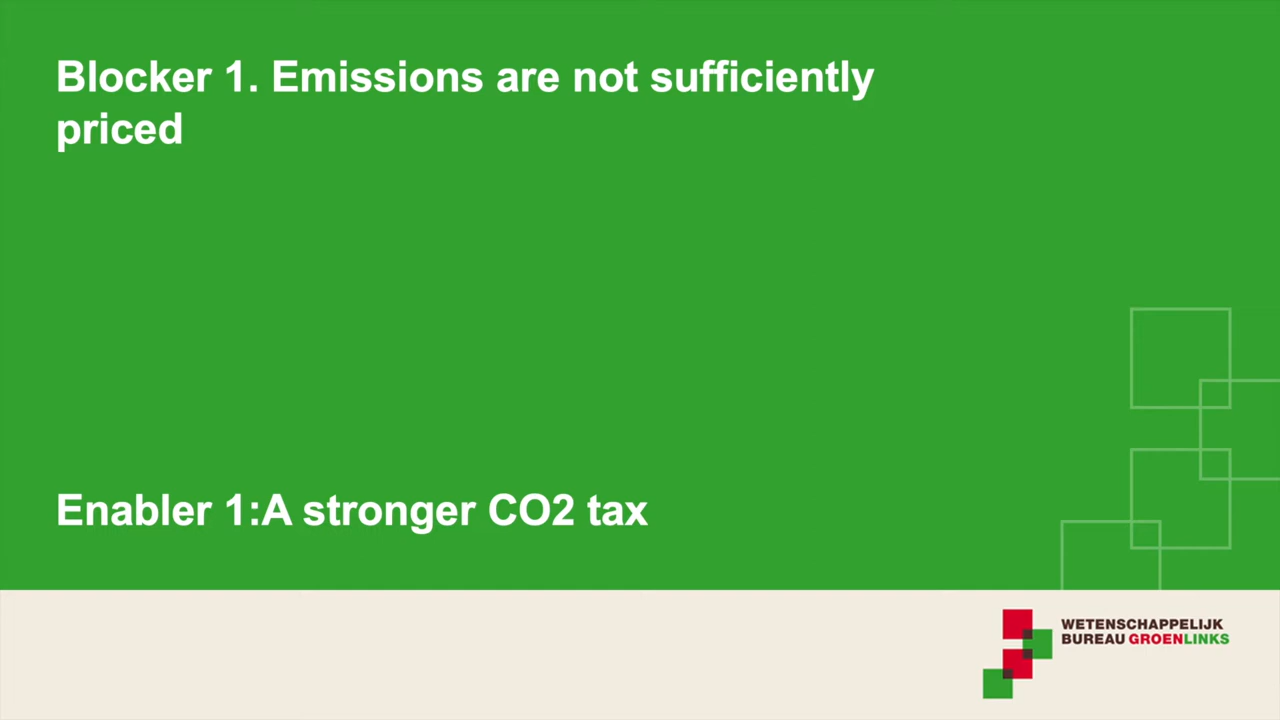 Blocker 1. Emissions are not sufficiently
priced
Enabler 1:A stronger CO2 tax
WETENSCHAPPELIJK
BUREAU GROENLINKS